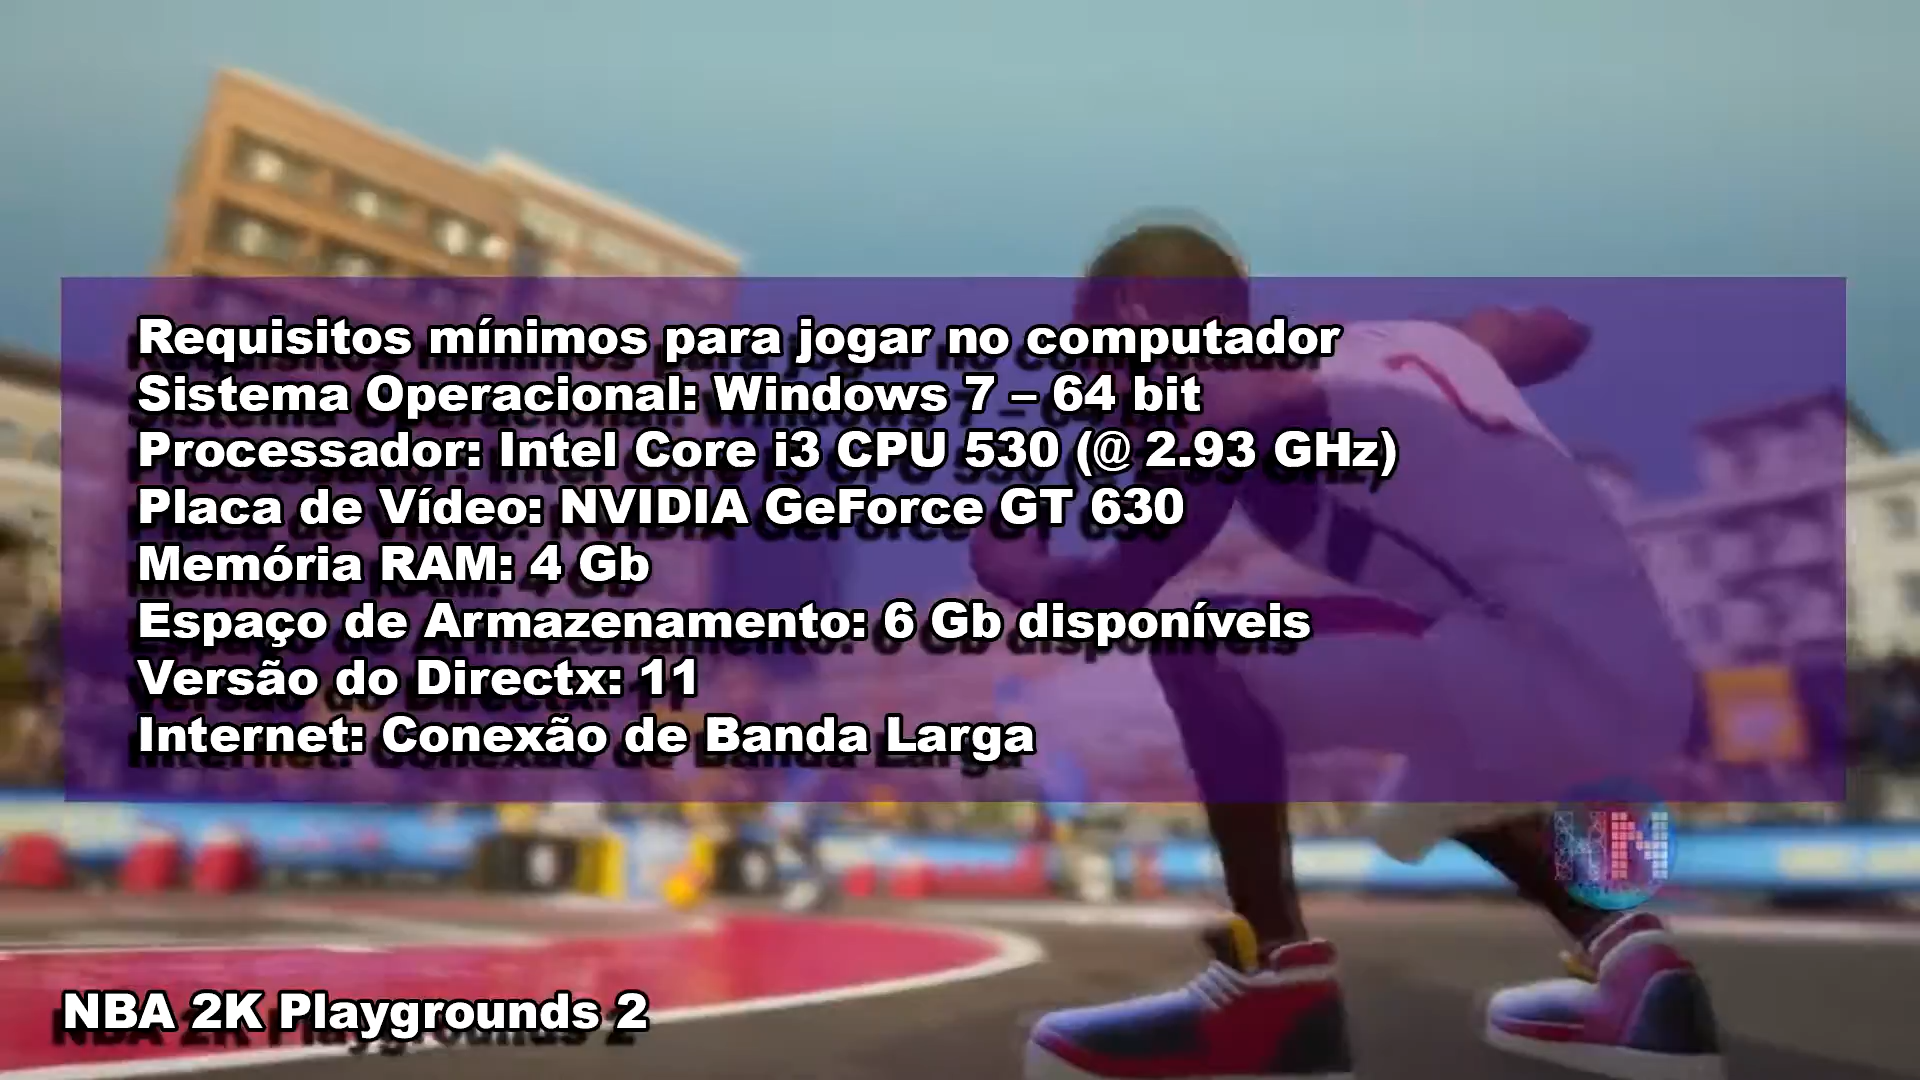 Requisitos mínimos para jogar no computador
Sistema Operacional: Windows 7 – 64 bit
Processador: Intel Core i3 CPU 530 (@ 2.93 GHz)
Placa de Vídeo: NVIDIA GeForce GT 630
Memória RAM: 4 Gb
Espaço de Armazenamento: 6 Gb disponíveis
Versão do Directx: 11
Internet: Conexão de Banda Larga
HN
NBA 2K Playgrounds 2